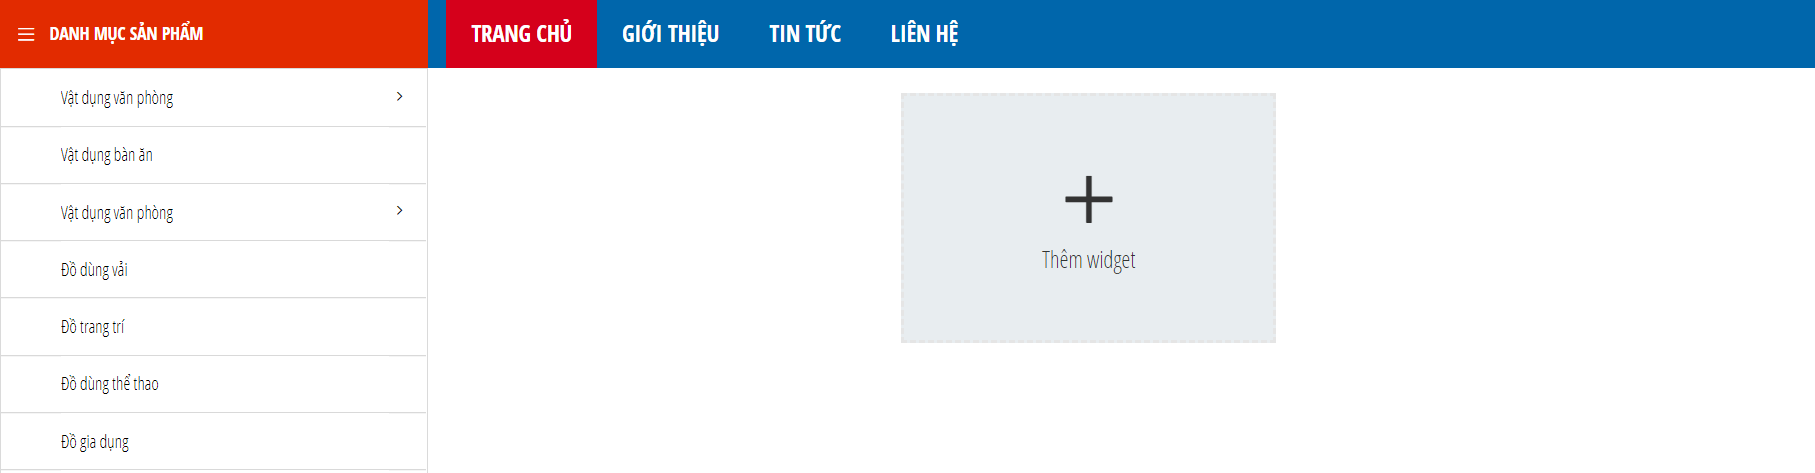 DANH MỤC SẢN PHẨM
TRANG CHỦ GIỚI THIỆU TIN TỨC LIÊN HỆ
Vật dụng văn phòng
Vật dụng bàn ăn
Vật dụng văn phòng
Đồ dùng vải
Đồ trang trí
Đồ dùng thể thao
Đồ gia dụng
Thêm widget